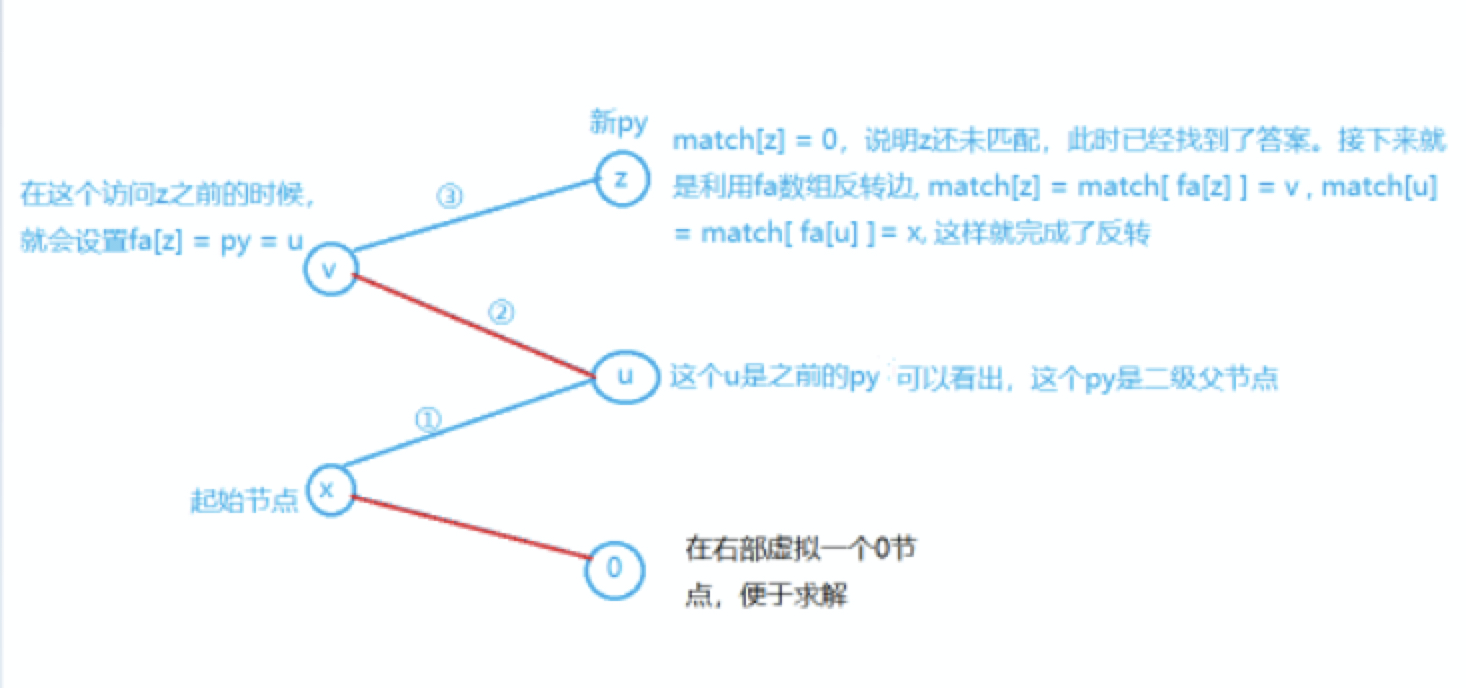 新py
z
match[z] = 0，说明z还未匹配，此时已经找到了答案。接下来就
是利用fa数组反转边, match[z] = match[ fa[z] ] = v , match[u]
= match[ fa[u] ]= x, 这样就完成了反转
在这个访问z之前的时候，
就会设置fa[z] = py = u
③
v
②
u
这个u是之前的py 可以看出，这个py是二级父节点
①
起始节点
x
0
在右部虚拟一个0节
点，便于求解